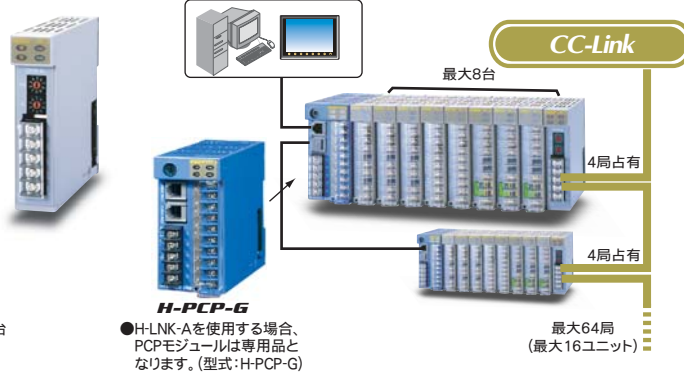 CC-Link
最大8台
4局占有
4局占有
H-PCP-G
台
●H-LNK-Aを使用する場合、
PCPモジュールは専用品と
なります。(型式:H-PCP-G)
最大64局
(最大16ユニット)